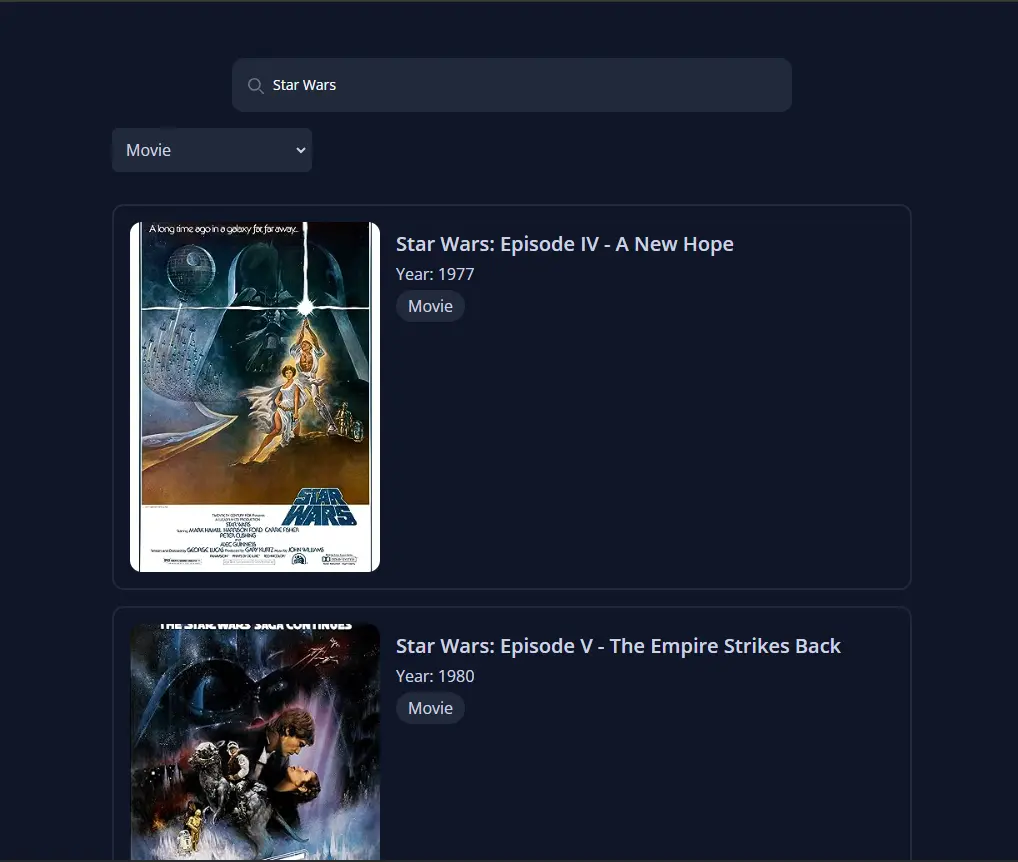 Star Wars
Movie
A long time ago in a galaxy far, far away...
Star Wars: Episode IV - A New Hope
Year: 1977
Movie
STAR
WARS
TWENTIETH CENTURY-FOX Presents
A LUCASFILM LTD. PRODUCTION
STAR WARS
Starring MARK HAMILL HARRISON FORD CARRIE FISHER
PETER CUSHING
and
ALEC GUINNESS
Written and Directed by GEORGE LUCAS Produced by GARY KURTZ Music by JOHN WILLIAMS
THE STAR WARS SAGA CONTINUES
Star Wars: Episode V - The Empire Strikes Back
Year: 1980
Movie